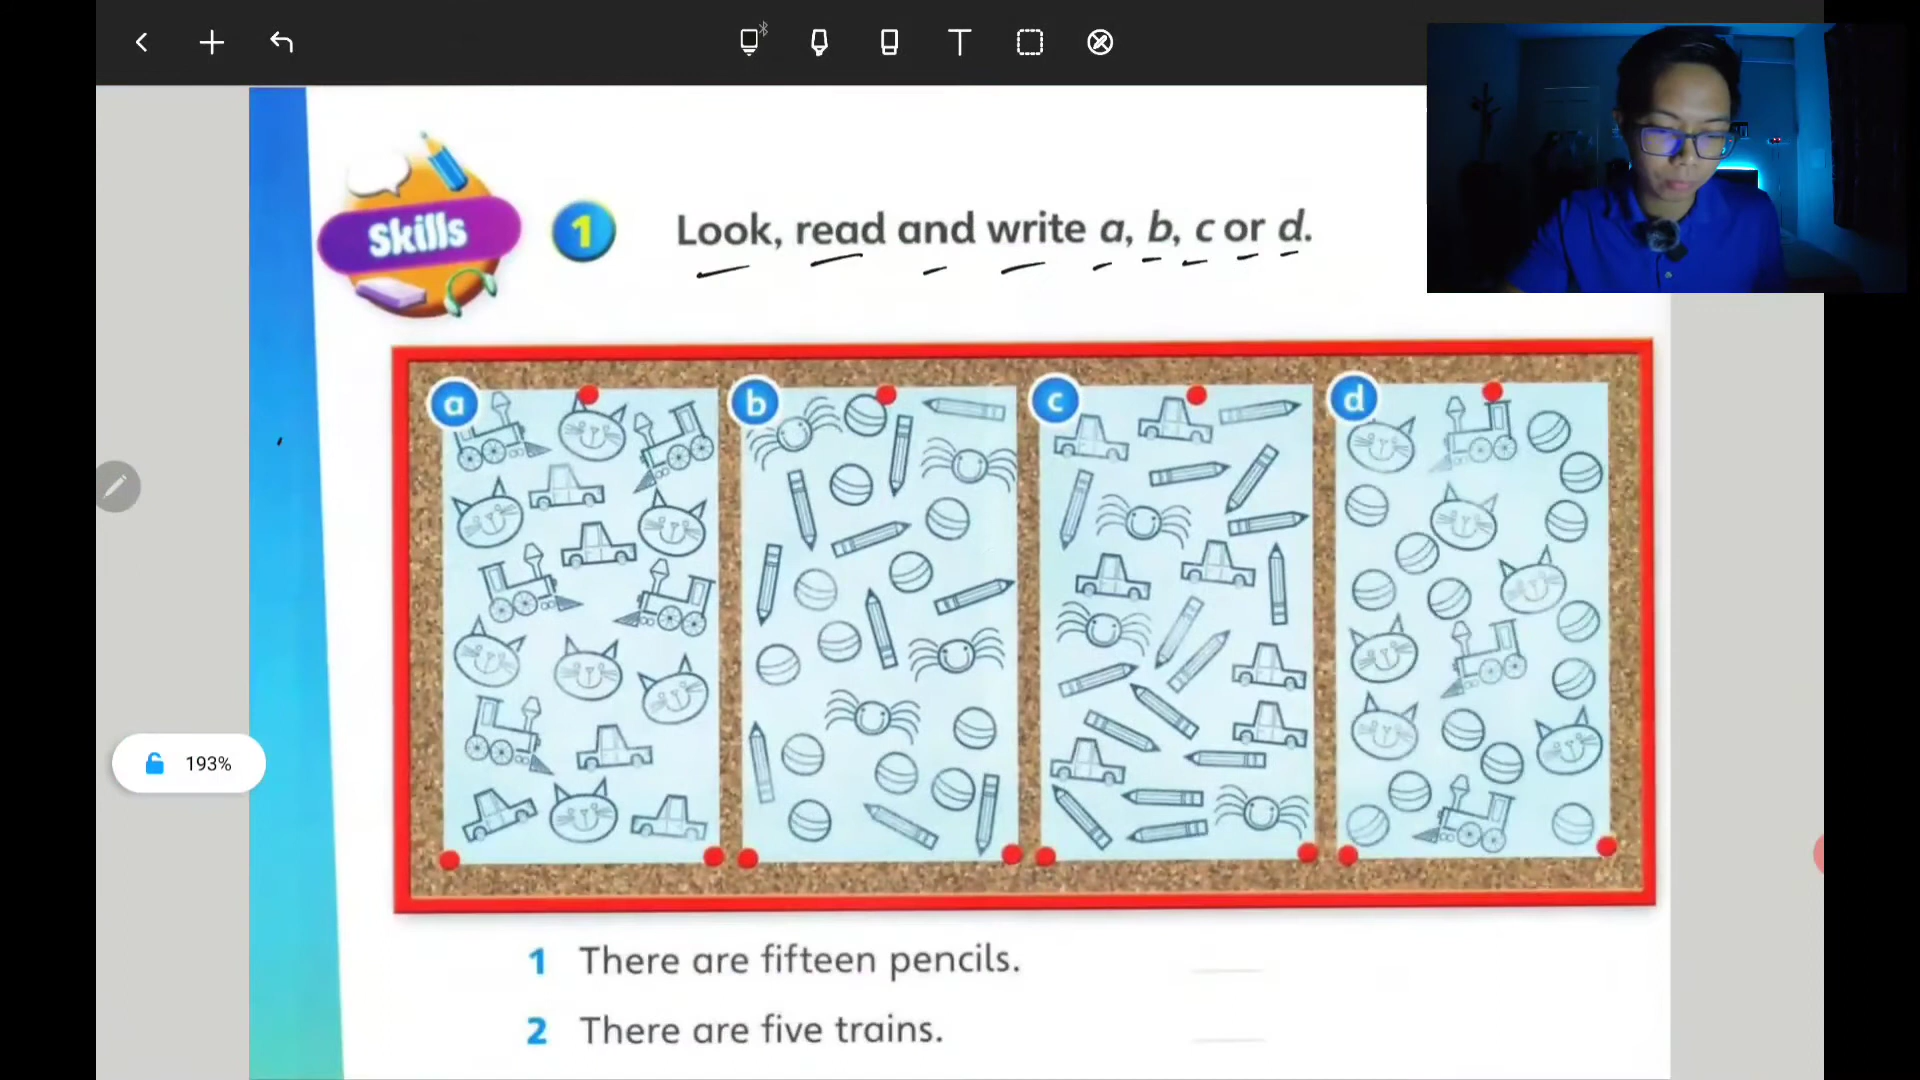 Skills
1 Look, read and write a, b, c or d.
a b c d
193%
1 There are fifteen pencils.
2 There are five trains.